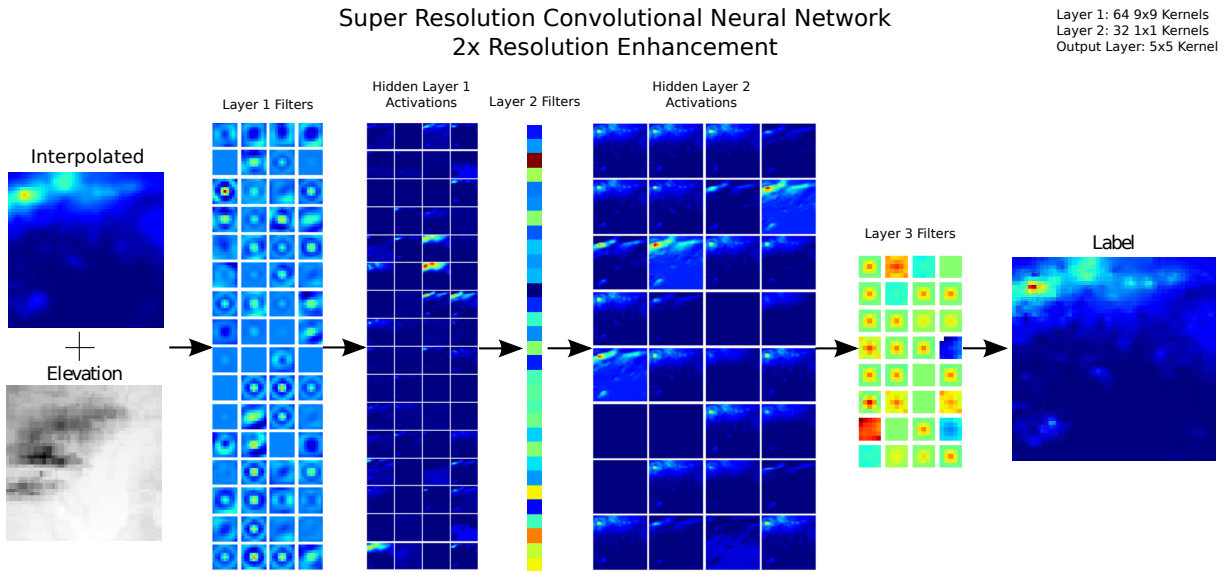 Super Resolution Convolutional Neural Network
2x Resolution Enhancement
Layer 1: 64 9x9 Kernels
Layer 2: 32 1x1 Kernels
Output Layer: 5x5 Kernel
Interpolated
Elevation
Layer 1 Filters
Hidden Layer 1
Activations
Layer 2 Filters
Hidden Layer 2
Activations
Layer 3 Filters
Label